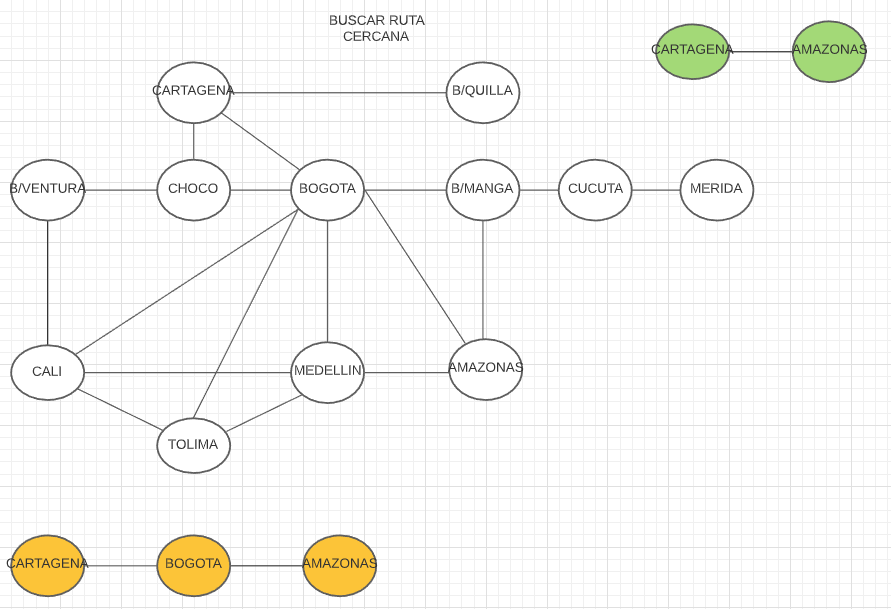 BUSCAR RUTA
CERCANA
CARTAGENA
AMAZONAS
CARTAGENA
B/QUILLA
B/VENTURA
CHOCO
BOGOTA
B/MANGA
CUCUTA
MERIDA
CALI
MEDELLIN
AMAZONAS
TOLIMA
CARTAGENA
BOGOTA
AMAZONAS